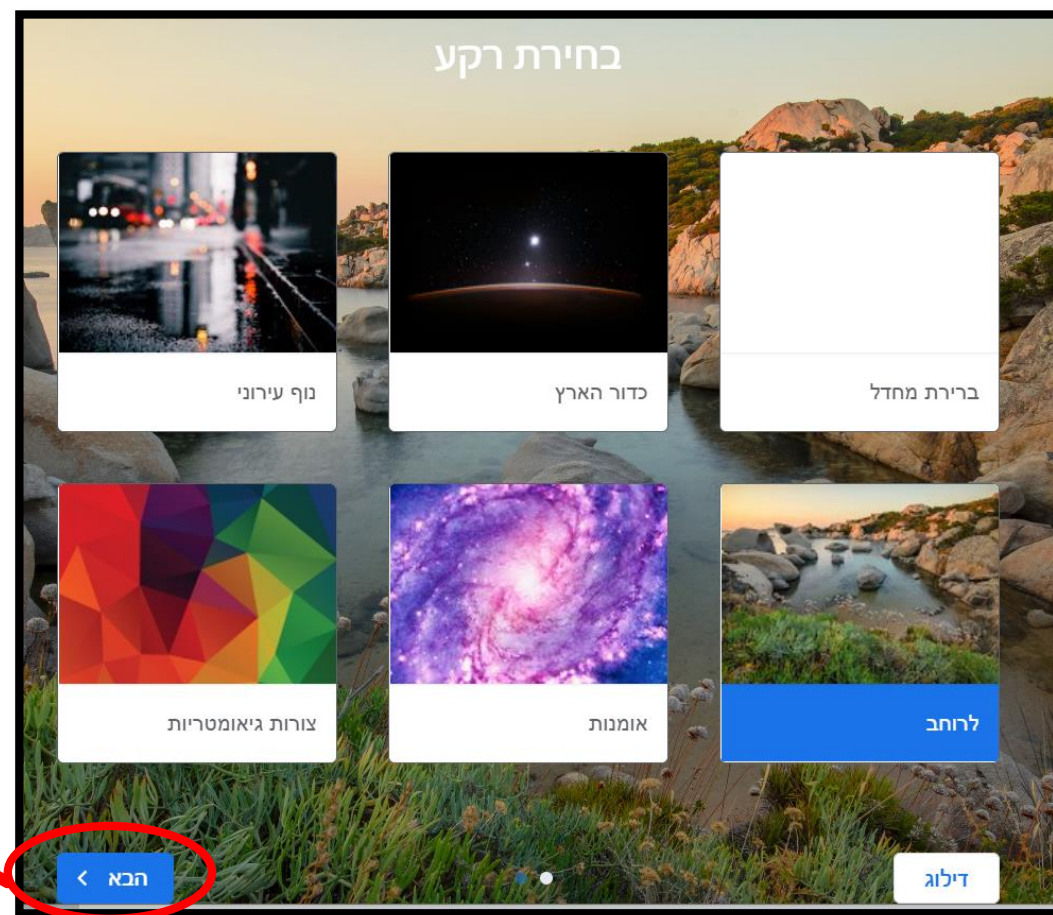 בחירת רקע
ברירת מחדל
כדור הארץ
נוף עירוני
לרוחב
אומנות
צורות גיאומטריות
דילוג
הבא